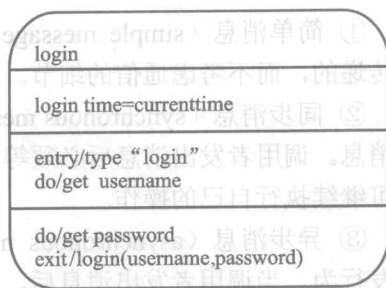 login
login time=currenttime
entry/type “login”
do/get username
do/get password
exit/login(username,password)